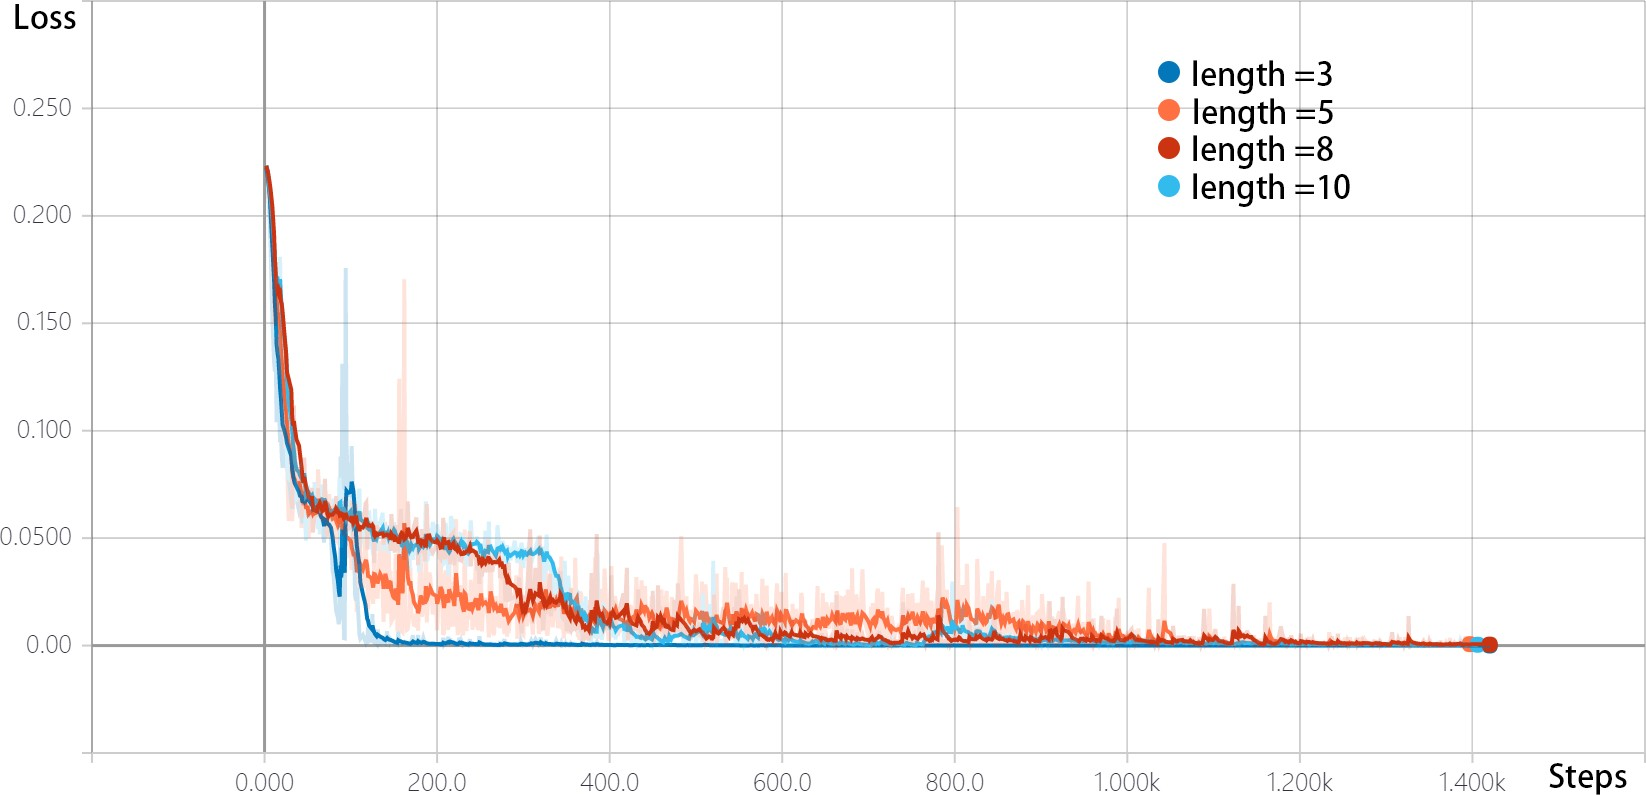 Loss
length =3
length =5
length =8
length =10
0.250
0.200
0.150
0.100
0.0500
0.00
0.000 200.0 400.0 600.0 800.0 1.000k 1.200k 1.400k
Steps